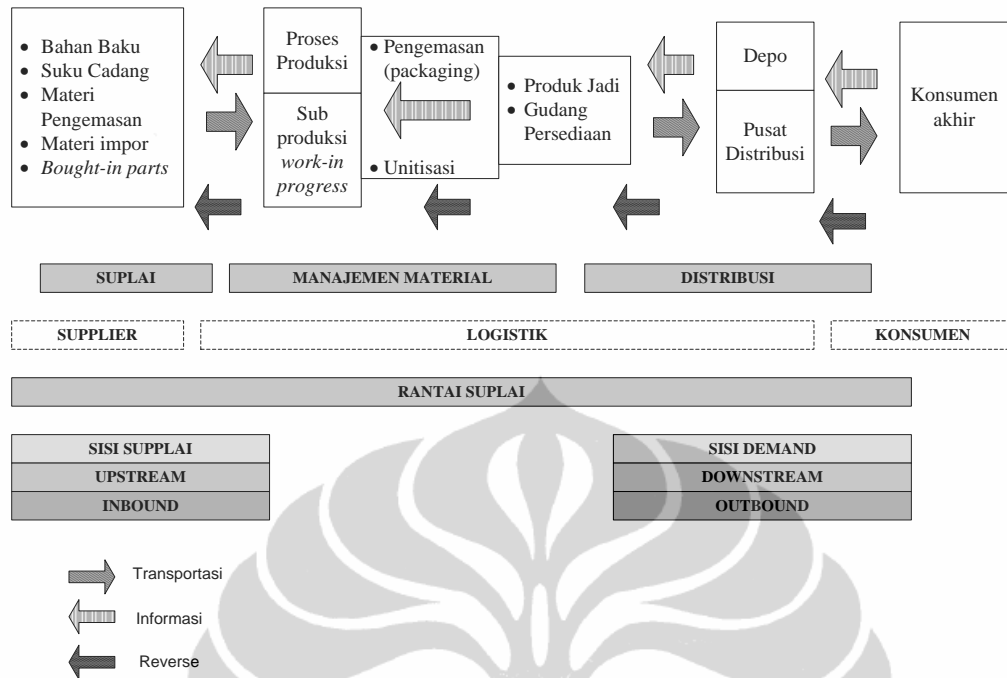 • Bahan Baku
• Suku Cadang
• Materi
Pengemasan
• Materi impor
• Bought-in parts
Proses
Produksi
Sub
produksi
work-in
progress
• Pengemasan
(packaging)
• Unitisasi
• Produk Jadi
• Gudang
Persediaan
Depo
Pusat
Distribusi
Konsumen
akhir
SUPLAI
MANAJEMEN MATERIAL
DISTRIBUSI
SUPPLIER
LOGISTIK
KONSUMEN
RANTAI SUPLAI
SISI SUPPLAI
UPSTREAM
INBOUND
SISI DEMAND
DOWNSTREAM
OUTBOUND
Transportasi
Informasi
Reverse